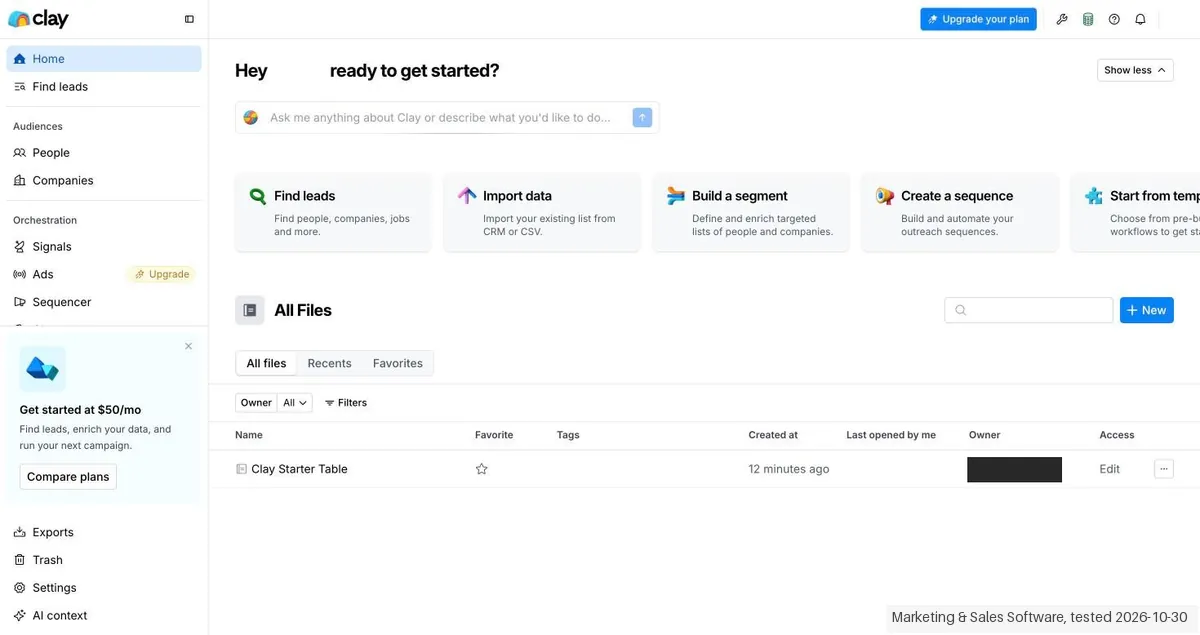 clay
Upgrade your plan
Home
Find leads
Audiences
People
Companies
Orchestration
Signals
Ads
Upgrade
Sequencer
Get started at $50/mo
Find leads, enrich your data, and
run your next campaign.
Compare plans
Exports
Trash
Settings
AI context
Hey ready to get started?
Show less
Ask me anything about Clay or describe what you'd like to do...
Find leads
Find people, companies, jobs
and more.
Import data
Import your existing list from
CRM or CSV.
Build a segment
Define and enrich targeted
lists of people and companies.
Create a sequence
Build and automate your
outreach sequences.
Start from temp
Choose from pre-bu
workflows to get sta
All Files
+ New
All files Recents Favorites
Owner All Filters
Name Favorite Tags Created at Last opened by me Owner Access
Clay Starter Table 12 minutes ago Edit
Marketing & Sales Software, tested 2026-10-30